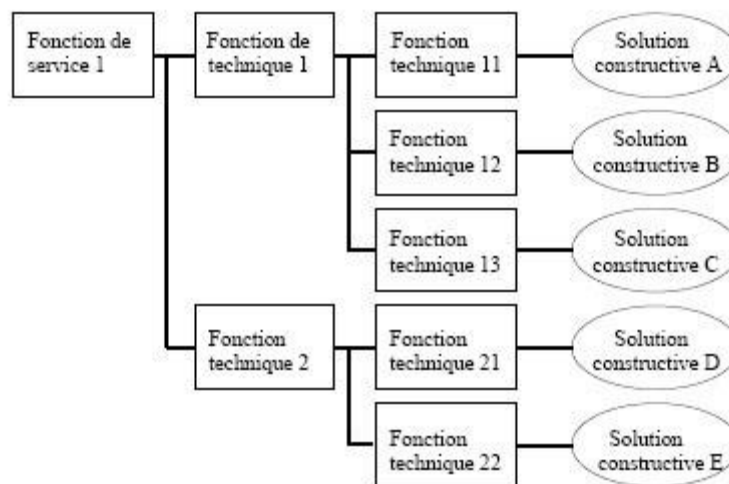 Fonction de
service 1
Fonction de
technique 1
Fonction
technique 11
Solution
constructive A
Fonction
technique 12
Solution
constructive B
Fonction
technique 13
Solution
constructive C
Fonction
technique 2
Fonction
technique 21
Solution
constructive D
Fonction
technique 22
Solution
constructive E